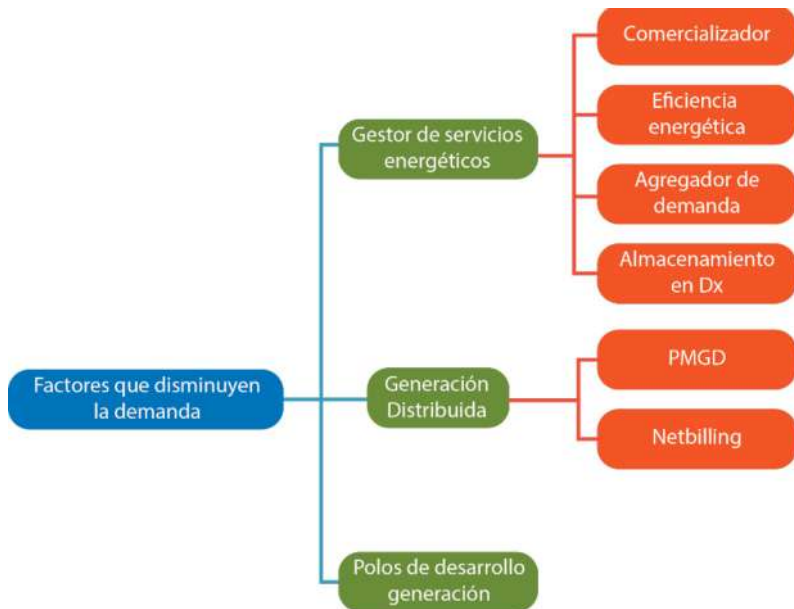 Comercializador
Eficiencia
energética
Gestor de servicios
energéticos
Agregador de
demanda
Almacenamiento
en Dx
Factores que disminuyen
la demanda
Generación
Distribuida
PMGD
Netbilling
Polos de desarrollo
generación